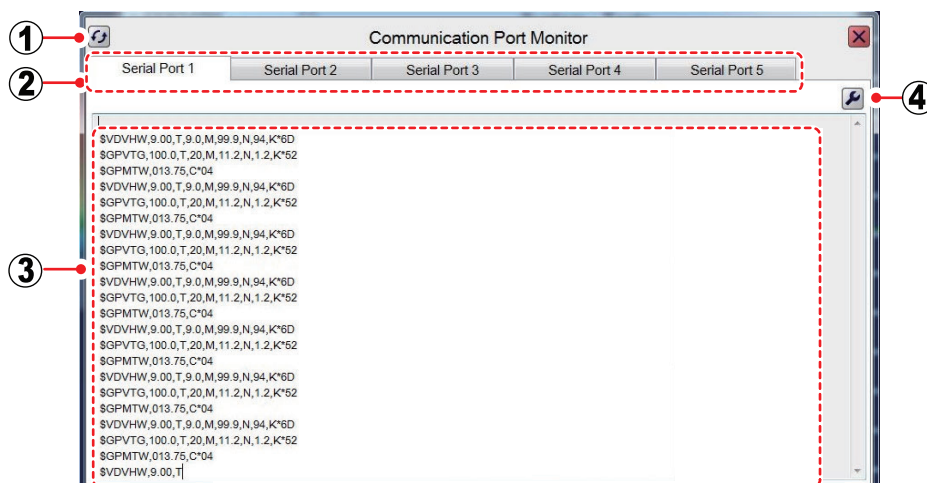 1
Communication Port Monitor
2
Serial Port 1 Serial Port 2 Serial Port 3 Serial Port 4 Serial Port 5
4
$VDVHW,9.00,T,9.0,M,99.9,N,94,K*6D
$GPVTG,100.0,T,20,M,11.2,N,1.2,K*52
$GPMTW,013.75,C*04
$VDVHW,9.00,T,9.0,M,99.9,N,94,K*6D
$GPVTG,100.0,T,20,M,11.2,N,1.2,K*52
$GPMTW,013.75,C*04
$VDVHW,9.00,T,9.0,M,99.9,N,94,K*6D
$GPVTG,100.0,T,20,M,11.2,N,1.2,K*52
3
$GPMTW,013.75,C*04
$VDVHW,9.00,T,9.0,M,99.9,N,94,K*6D
$GPVTG,100.0,T,20,M,11.2,N,1.2,K*52
$GPMTW,013.75,C*04
$VDVHW,9.00,T,9.0,M,99.9,N,94,K*6D
$GPVTG,100.0,T,20,M,11.2,N,1.2,K*52
$GPMTW,013.75,C*04
$VDVHW,9.00,T,9.0,M,99.9,N,94,K*6D
$GPVTG,100.0,T,20,M,11.2,N,1.2,K*52
$GPMTW,013.75,C*04
$VDVHW,9.00,T,9.0,M,99.9,N,94,K*6D
$GPVTG,100.0,T,20,M,11.2,N,1.2,K*52
$GPMTW,013.75,C*04
$VDVHW,9.00,T